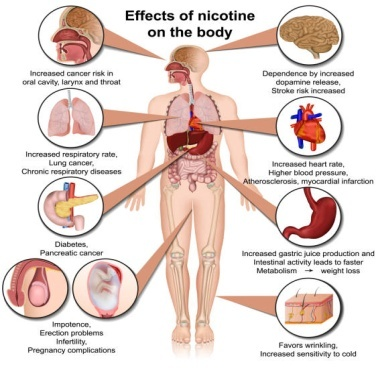 Effects of nicotine
on the body
Increased cancer risk in
oral cavity, larynx and throat
Dependence by increased
dopamine release,
Stroke risk increased
Increased respiratory rate,
Lung cancer,
Chronic respiratory diseases
Increased heart rate,
Higher blood pressure,
Atherosclerosis, myocardial infarction
Diabetes,
Pancreatic cancer
Increased gastric juice production and
Intestinal activity leads to faster
Metabolism → weight loss
Impotence,
Erection problems
Infertility,
Pregnancy complications
Favors wrinkling,
Increased sensitivity to cold